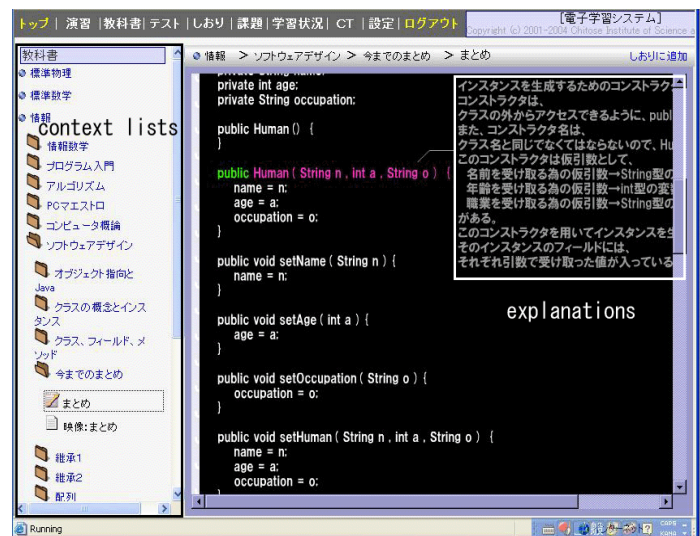 トップ | 演習 |教科書| テスト | しおり | 課題 | 学習状況| CT | 設定 | ログアウト
[電子学習システム]
Copyright (c) 2001-2004 Chitose Institute of Science a
教科書
情報 > ソフトウェアデザイン > 今までのまとめ > まとめ
しおりに追加
標準物理
標準数学
情報
context lists
情報数学
プログラム入門
アルゴリズム
PCマエストロ
コンピュータ概論
ソフトウェアデザイン
オブジェクト指向と
Java
クラスの概念とインス
タンス
クラス、フィールド、メ
ソッド
今までのまとめ
まとめ
映像:まとめ
継承1
継承2
配列
private String name;
private int age;
private String occupation;
public Human () {
}
public Human ( String n , int a , String o ) {
name = n;
age = a;
occupation = o;
}
public void setName ( String n ) {
name = n;
}
public void setAge ( int a ) {
age = a;
}
public void setOccupation ( String o ) {
occupation = o;
}
public void setHuman ( String n , int a , String o ) {
name = n;
age = a;
occupation = o;
インスタンスを生成するためのコンストラク
コンストラクタは、
クラスの外からアクセスできるように、publ
また、コンストラクタ名は、
クラス名と同じでなくてはならないので、Hu
このコンストラクタは仮引数として、
名前を受け取る為の仮引数→String型の
年齢を受け取る為の仮引数→int型の変
職業を受け取る為の仮引数→String型の
がある。
このコンストラクタを用いてインスタンスを生
そのインスタンスのフィールドには、
それぞれ引数で受け取った値が入っている
explanations
Running
CAPS
KANA